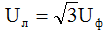 Uл = √3Uф